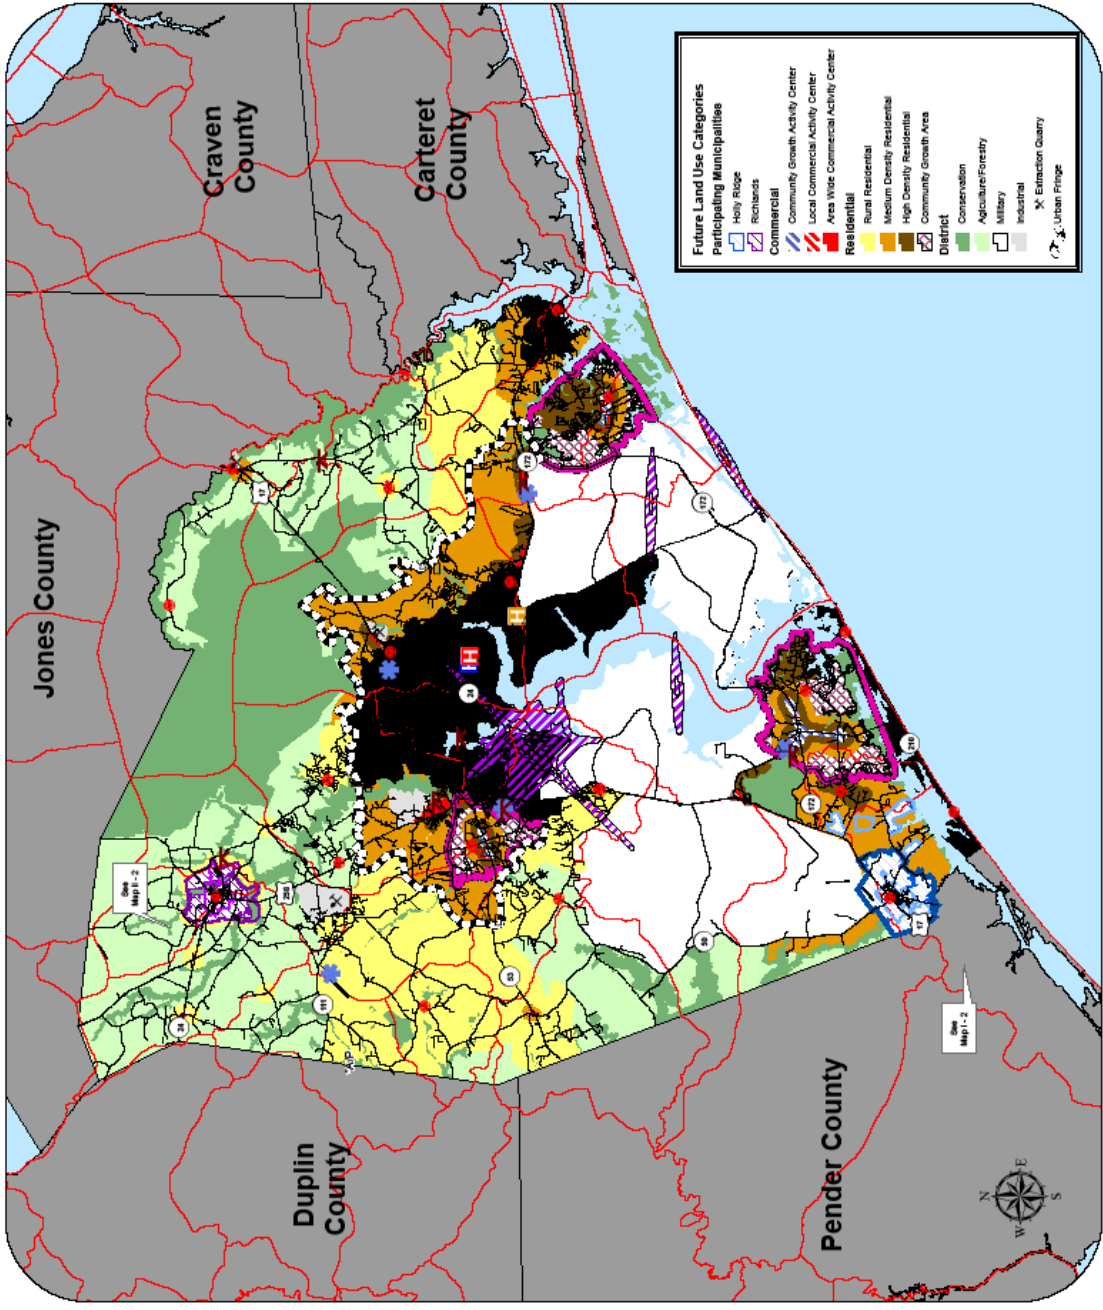 Jones County
Craven
County
Carteret
County
Duplin
County
Pender County
See
Map II - 2
See
Map I - 2
17
172
172
24
258
24
111
53
50
172
210
17
H
H
H
K
K
K
K
K
A/P
N
W
E
S
Future Land Use Categories
Participating Municipalities
Holly Ridge
Richlands
Commercial
Community Growth Activity Center
Local Commercial Activity Center
Area Wide Commercial Activity Center
Residential
Rural Residential
Medium Density Residential
High Density Residential
Community Growth Area
District
Conservation
Agiculture/Forestry
Military
Industrial
Extraction Quarry
Urban Fringe